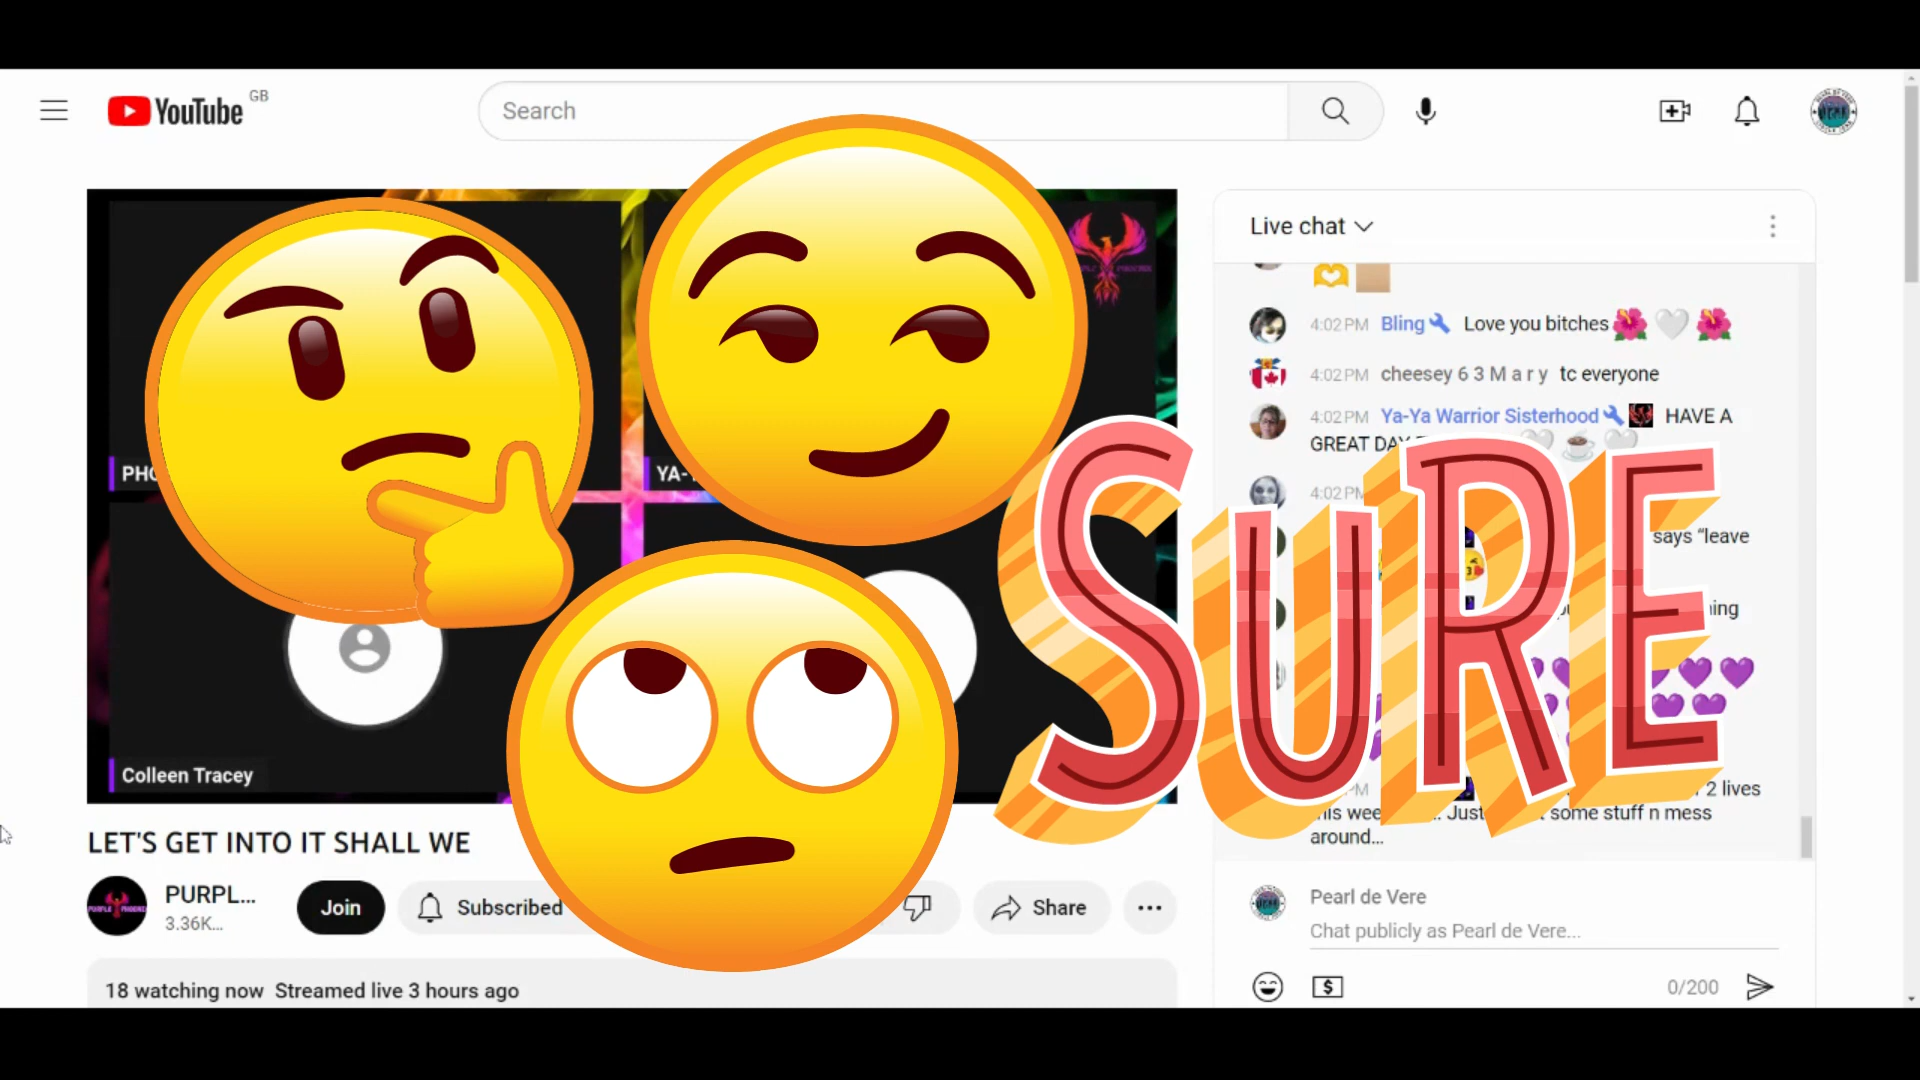 YouTube GB
Search
Live chat
4:02 PM Bling Love you bitches
4:02 PM cheesey 6 3 M a r y tc everyone
4:02 PM Ya-Ya Warrior Sisterhood HAVE A
GREAT DAY
4:02 PM
says “leave
SURE
2 lives
some stuff n mess
around...
Colleen Tracey
LET'S GET INTO IT SHALL WE
PURPL...
3.36K...
Join
Subscribed
Share
18 watching now Streamed live 3 hours ago
Pearl de Vere
Chat publicly as Pearl de Vere...
0/200